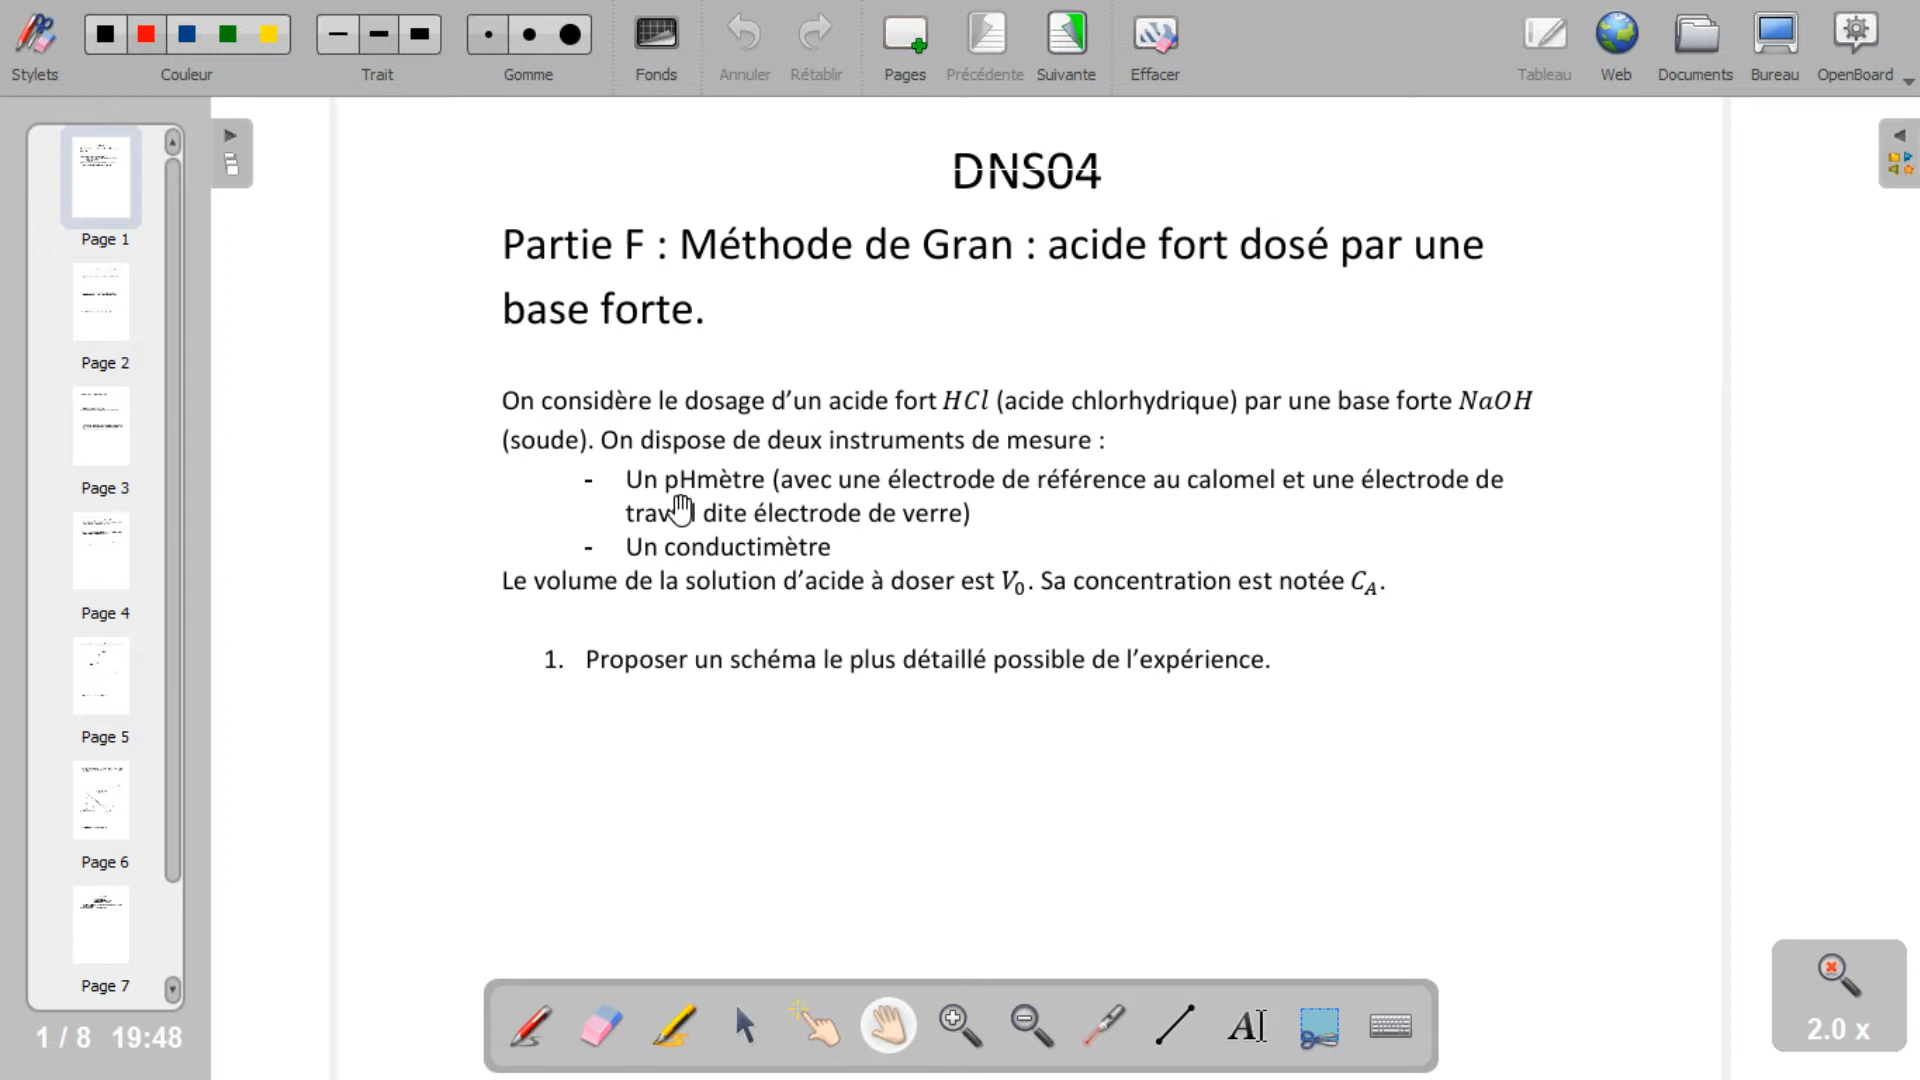 Stylets
Couleur
Trait
Gomme
Fonds
Annuler
Rétablir
Pages
Précédente
Suivante
Effacer
Tableau
Web
Documents
Bureau
OpenBoard
Page 1
Page 2
Page 3
Page 4
Page 5
Page 6
Page 7
1 / 8 19:48
DNS04
Partie F : Méthode de Gran : acide fort dosé par une
base forte.
On considère le dosage d'un acide fort HCl (acide chlorhydrique) par une base forte NaOH
(soude). On dispose de deux instruments de mesure :
- Un pHmètre (avec une électrode de référence au calomel et une électrode de
dite électrode de verre)
- Un conductimètre
Le volume de la solution d'acide à doser est V₀. Sa concentration est notée C_A.
1. Proposer un schéma le plus détaillé possible de l'expérience.
AI
2.0 x